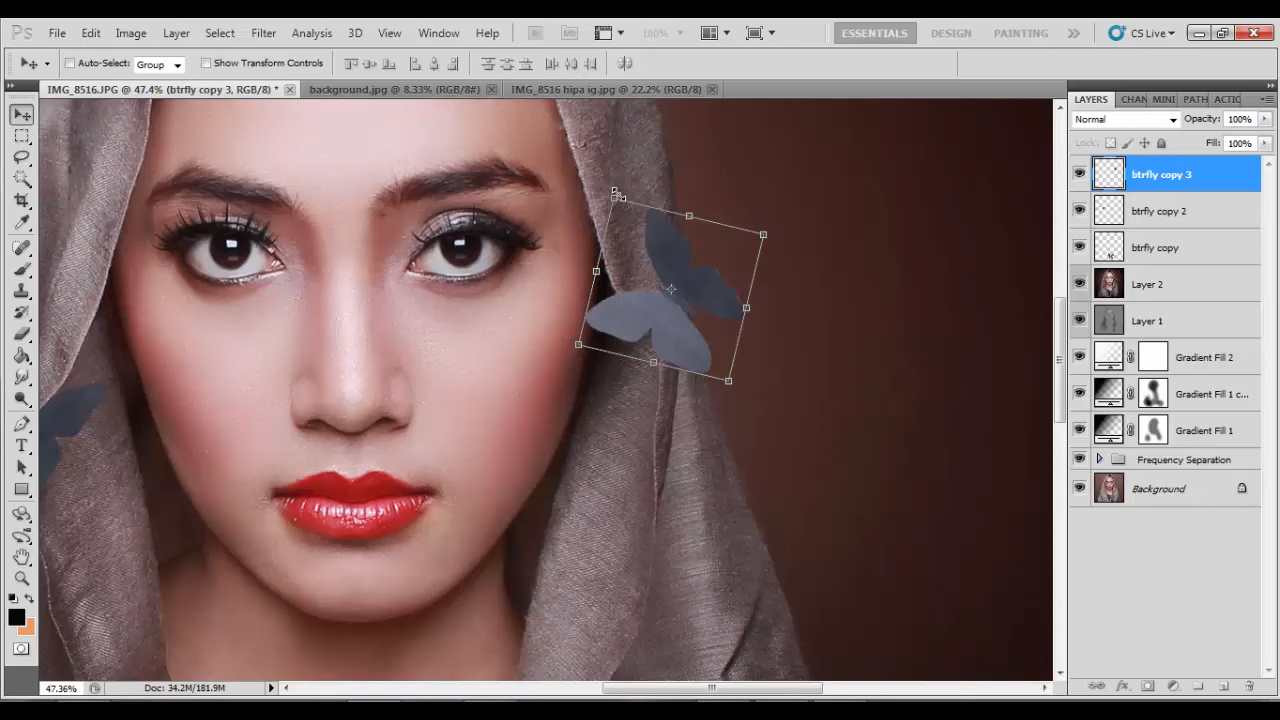 Ps File Edit Image Layer Select Filter Analysis 3D View Window Help Br Mb 100% ESSENTIALS DESIGN PAINTING CS Live
Auto-Select: Group Show Transform Controls
IMG_8516.JPG @ 47.4% (btrfly copy 3, RGB/8) * background.jpg @ 8.33% (RGB/8#) IMG_8516 hipa ig.jpg @ 22.2% (RGB/8)
LAYERS CHAN MINI PATH ACTIO
Normal Opacity: 100%
Lock: Fill: 100%
btrfly copy 3
btrfly copy 2
btrfly copy
Layer 2
Layer 1
Gradient Fill 2
Gradient Fill 1 c...
Gradient Fill 1
Frequency Separation
Background
T
47.36% Doc: 34.2M/181.9M
fx